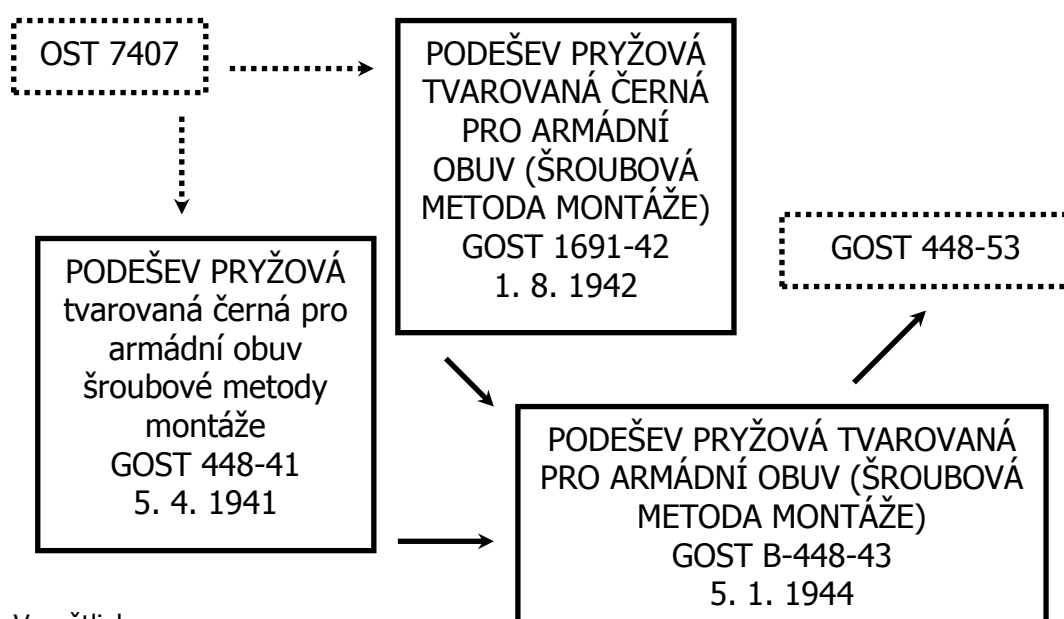 OST 7407
PODEŠEV PRYŽOVÁ
TVAROVANÁ ČERNÁ
PRO ARMÁDNÍ
OBUV (ŠROUBOVÁ
METODA MONTÁŽE)
GOST 1691-42
1. 8. 1942
GOST 448-53
PODEŠEV PRYŽOVÁ
tvarovaná černá pro
armádní obuv
šroubové metody
montáže
GOST 448-41
5. 4. 1941
PODEŠEV PRYŽOVÁ TVAROVANÁ
PRO ARMÁDNÍ OBUV (ŠROUBOVÁ
METODA MONTÁŽE)
GOST B-448-43
5. 1. 1944